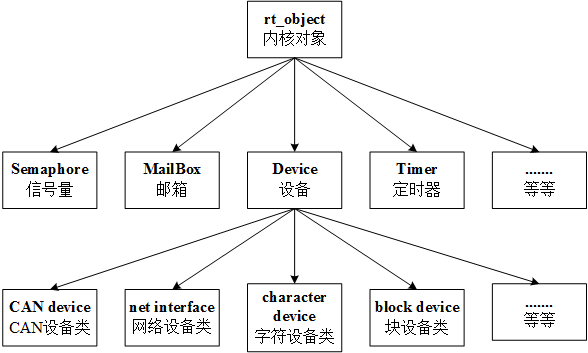 rt_object
内核对象
Semaphore
信号量
MailBox
邮箱
Device
设备
Timer
定时器
.......
等等
CAN device
CAN设备类
net interface
网络设备类
character
device
字符设备类
block device
块设备类
.......
等等